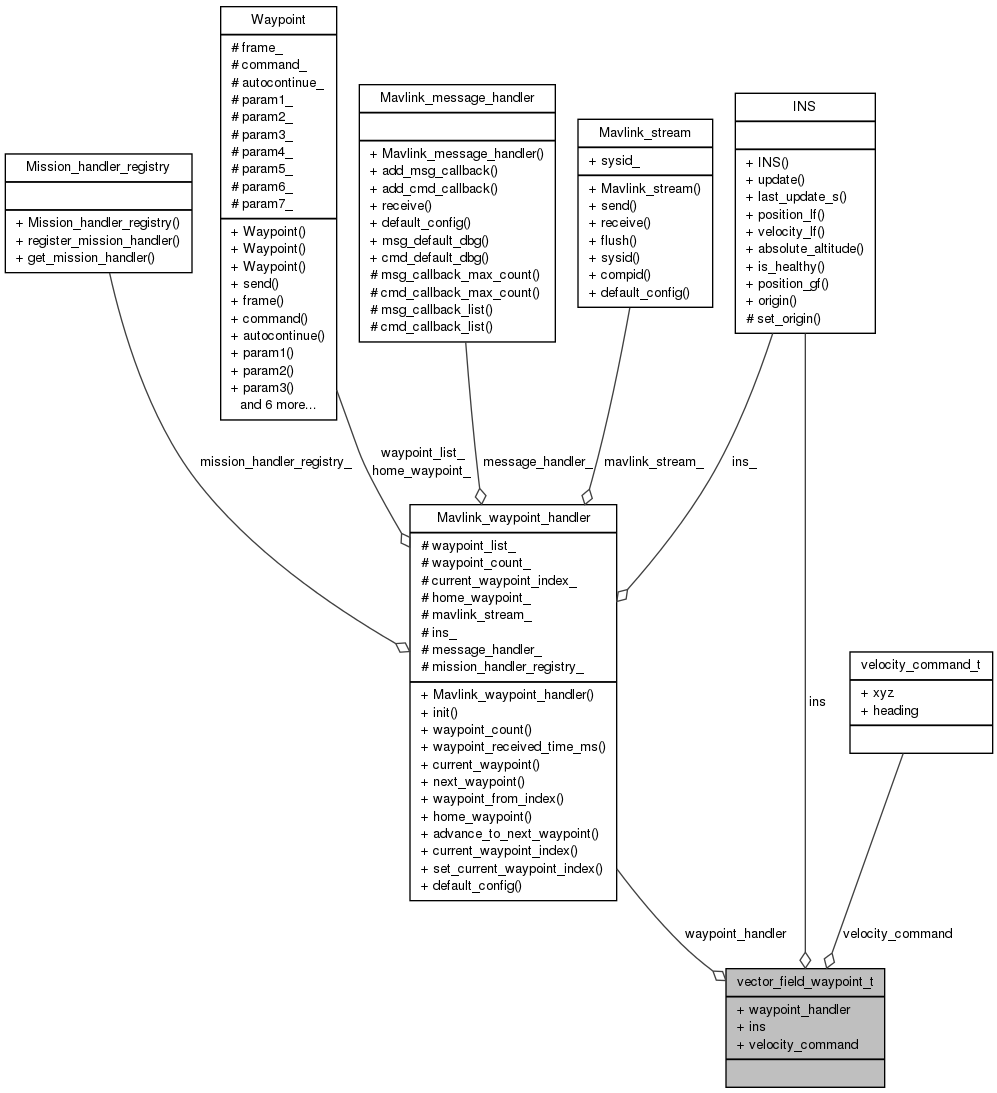 Waypoint
# frame_
# command_
# autocontinue_
# param1_
# param2_
# param3_
# param4_
# param5_
# param6_
# param7_
+ Waypoint()
+ Waypoint()
+ Waypoint()
+ send()
+ frame()
+ command()
+ autocontinue()
+ param1()
+ param2()
+ param3()
and 6 more...
Mavlink_message_handler
+ Mavlink_message_handler()
+ add_msg_callback()
+ add_cmd_callback()
+ receive()
+ default_config()
+ msg_default_dbg()
+ cmd_default_dbg()
# msg_callback_max_count()
# cmd_callback_max_count()
# msg_callback_list()
# cmd_callback_list()
Mavlink_stream
+ sysid_
+ Mavlink_stream()
+ send()
+ receive()
+ flush()
+ sysid()
+ compid()
+ default_config()
INS
+ INS()
+ update()
+ last_update_s()
+ position_lf()
+ velocity_lf()
+ absolute_altitude()
+ is_healthy()
+ position_gf()
+ origin()
# set_origin()
Mission_handler_registry
+ Mission_handler_registry()
+ register_mission_handler()
+ get_mission_handler()
mission_handler_registry_
waypoint_list_
home_waypoint_
message_handler_
mavlink_stream_
ins_
Mavlink_waypoint_handler
# waypoint_list_
# waypoint_count_
# current_waypoint_index_
# home_waypoint_
# mavlink_stream_
# ins_
# message_handler_
# mission_handler_registry_
+ Mavlink_waypoint_handler()
+ init()
+ waypoint_count()
+ waypoint_received_time_ms()
+ current_waypoint()
+ next_waypoint()
+ waypoint_from_index()
+ home_waypoint()
+ advance_to_next_waypoint()
+ current_waypoint_index()
+ set_current_waypoint_index()
+ default_config()
ins
velocity_command_t
+ xyz
+ heading
waypoint_handler
velocity_command
vector_field_waypoint_t
+ waypoint_handler
+ ins
+ velocity_command